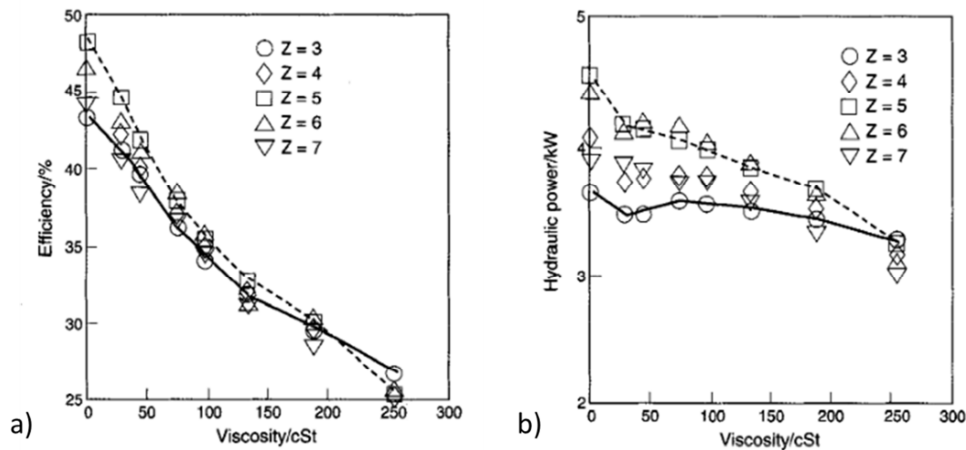 50
45
40
35
30
25
Efficiency/%
Z = 3
Z = 4
Z = 5
Z = 6
Z = 7
0
50
100
150
200
250
300
Viscosity/cSt
a)
5
4
3
2
Hydraulic power/kW
Z = 3
Z = 4
Z = 5
Z = 6
Z = 7
0
50
100
150
200
250
300
Viscosity/cSt
b)